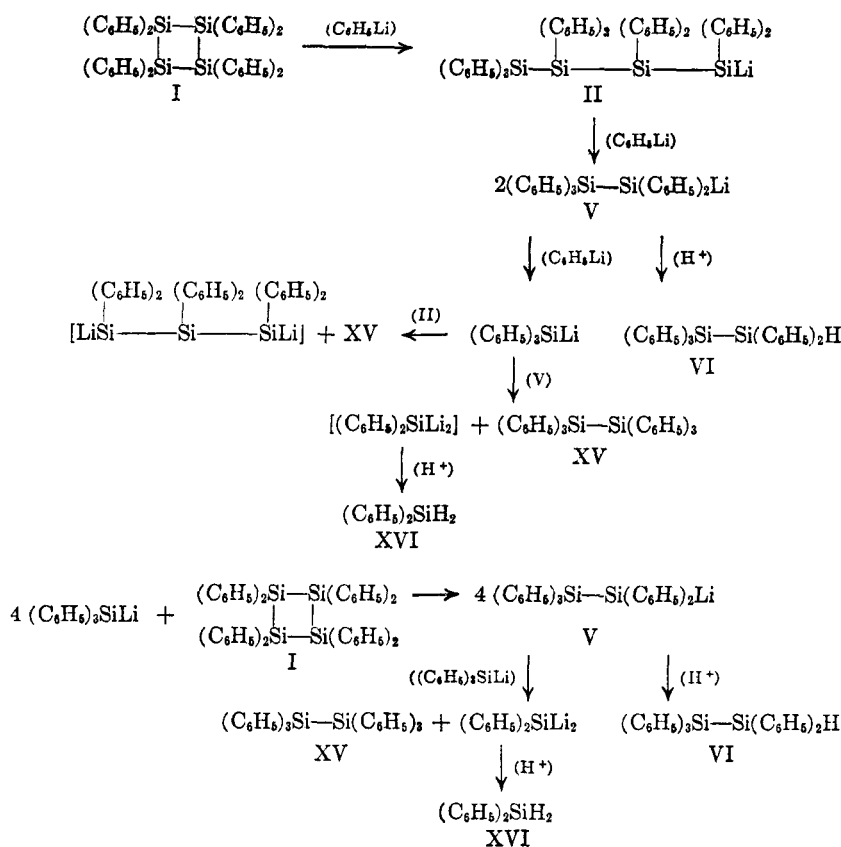 (C₆H₅)₂Si—Si(C₆H₅)₂ (C₆H₅Li) (C₆H₅)₂ (C₆H₅)₂ (C₆H₅)₂
(C₆H₅)₂Si—Si(C₆H₅)₂ (C₆H₅)₃Si—Si—Si—SiLi
I II
(C₆H₅Li)
2(C₆H₅)₃Si—Si(C₆H₅)₂Li
V
(C₆H₅Li) (H⁺)
(C₆H₅)₂ (C₆H₅)₂ (C₆H₅)₂
[LiSi—Si—SiLi] + XV (II) (C₆H₅)₃SiLi (C₆H₅)₃Si—Si(C₆H₅)₂H
VI
(V)
[(C₆H₅)₂SiLi₂] + (C₆H₅)₃Si—Si(C₆H₅)₃
XV
(H⁺)
(C₆H₅)₂SiH₂
XVI
4 (C₆H₅)₃SiLi + (C₆H₅)₂Si—Si(C₆H₅)₂ 4 (C₆H₅)₃Si—Si(C₆H₅)₂Li
(C₆H₅)₂Si—Si(C₆H₅)₂
I V
((C₆H₅)₃SiLi) (H⁺)
(C₆H₅)₃Si—Si(C₆H₅)₃ + (C₆H₅)₂SiLi₂ (C₆H₅)₃Si—Si(C₆H₅)₂H
XV VI
(H⁺)
(C₆H₅)₂SiH₂
XVI